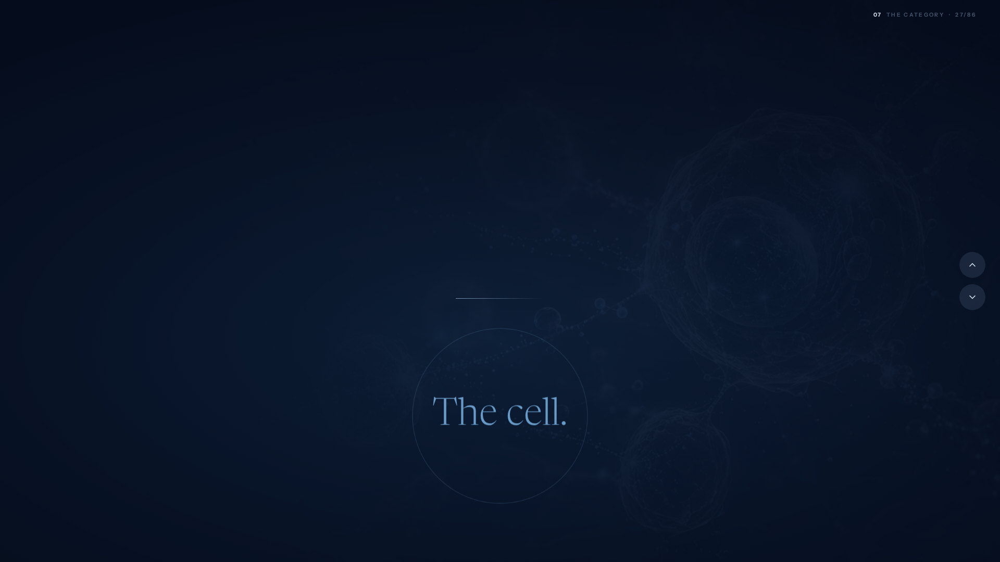 07 THE CATEGORY · 27/86
The cell.